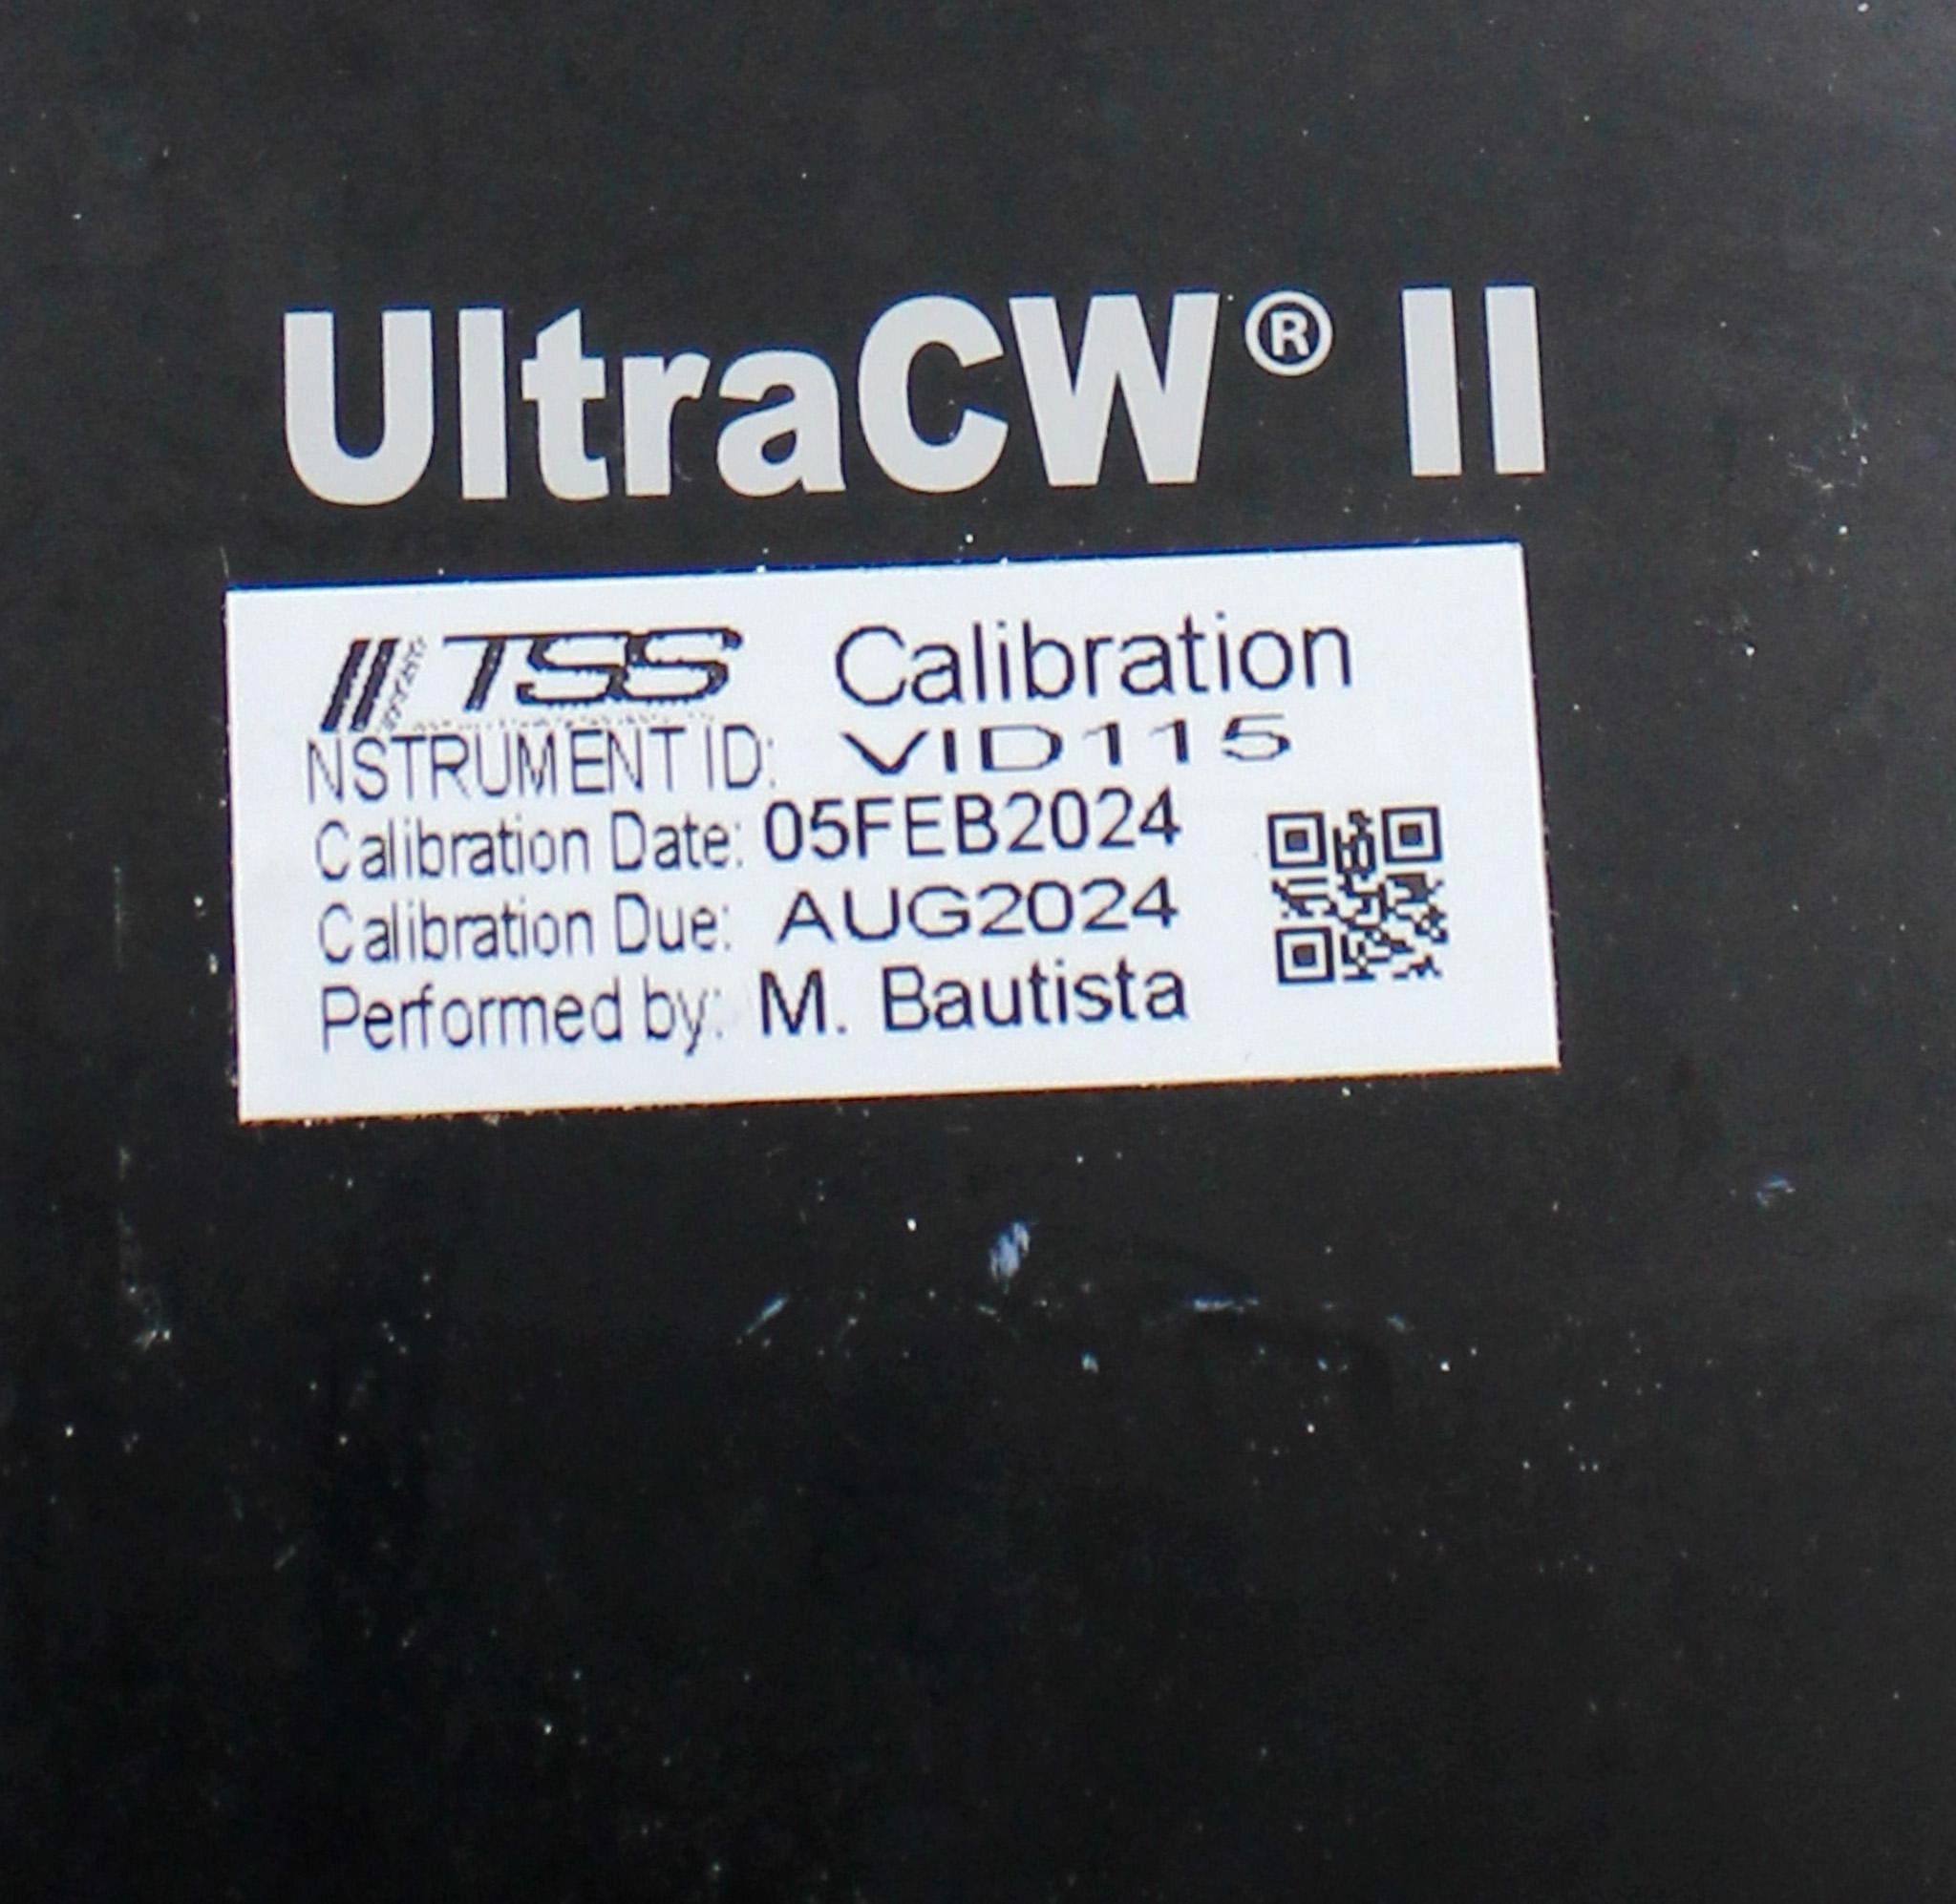 UltraCW® II
TSS Calibration
NSTRUMENT ID: VID115
Calibration Date: 05FEB2024
Calibration Due: AUG2024
Performed by: M. Bautista